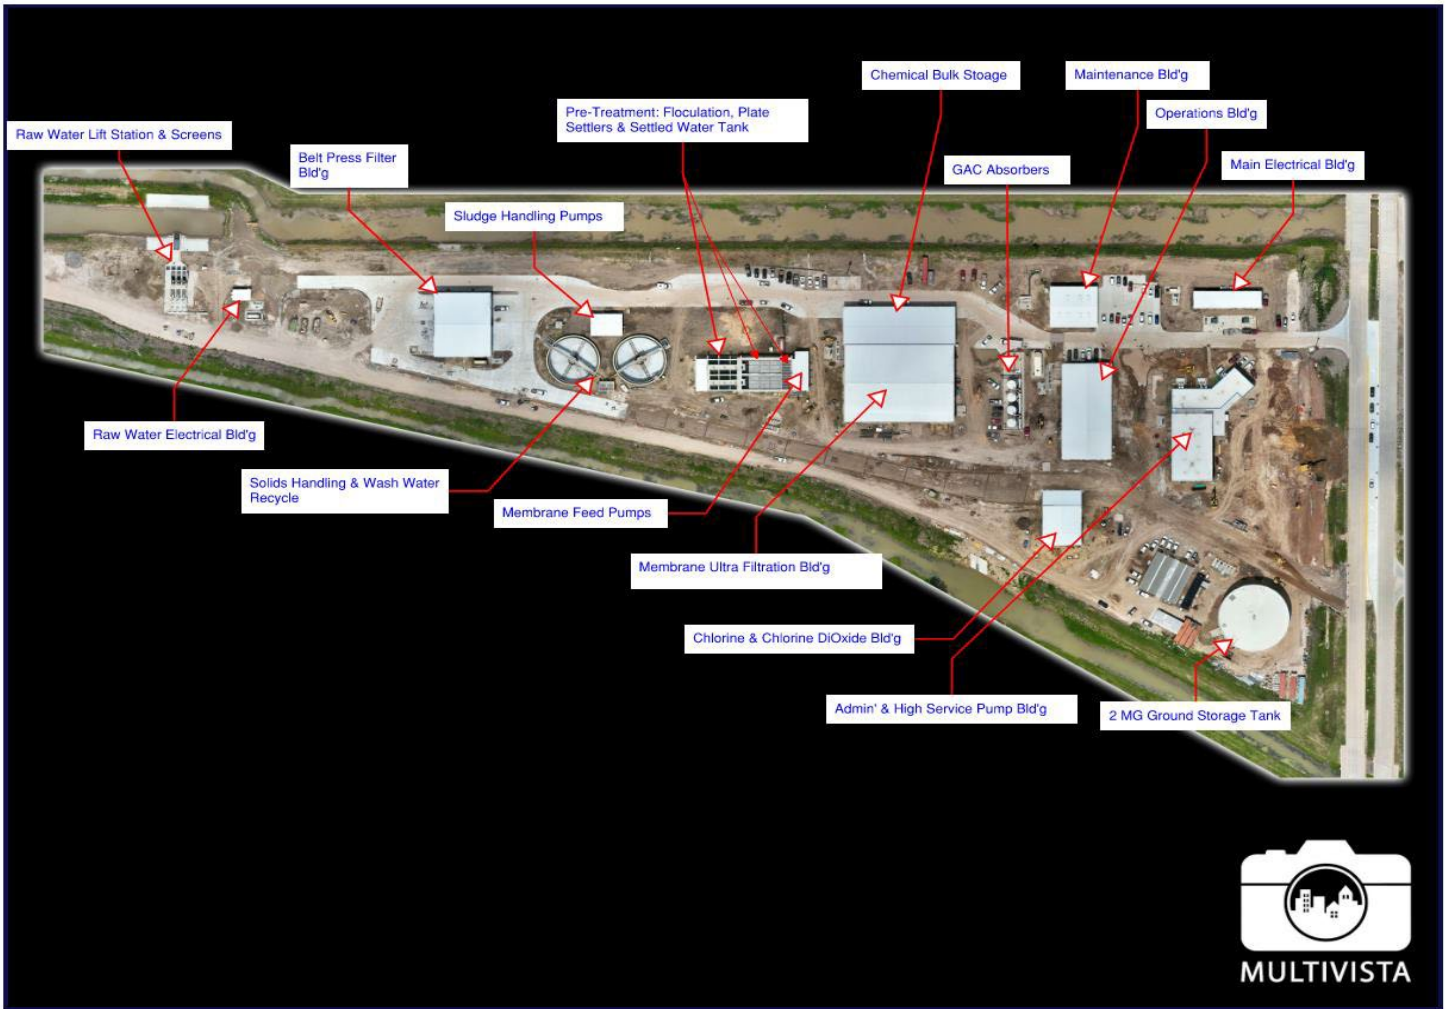 Chemical Bulk Stoage
Maintenance Bld'g
Pre-Treatment: Floculation, Plate
Settlers & Settled Water Tank
Operations Bld'g
Raw Water Lift Station & Screens
Belt Press Filter
Bld'g
GAC Absorbers
Main Electrical Bld'g
Sludge Handling Pumps
Raw Water Electrical Bld'g
Solids Handling & Wash Water
Recycle
Membrane Feed Pumps
Membrane Ultra Filtration Bld'g
Chlorine & Chlorine DiOxide Bld'g
Admin' & High Service Pump Bld'g
2 MG Ground Storage Tank
MULTIVISTA